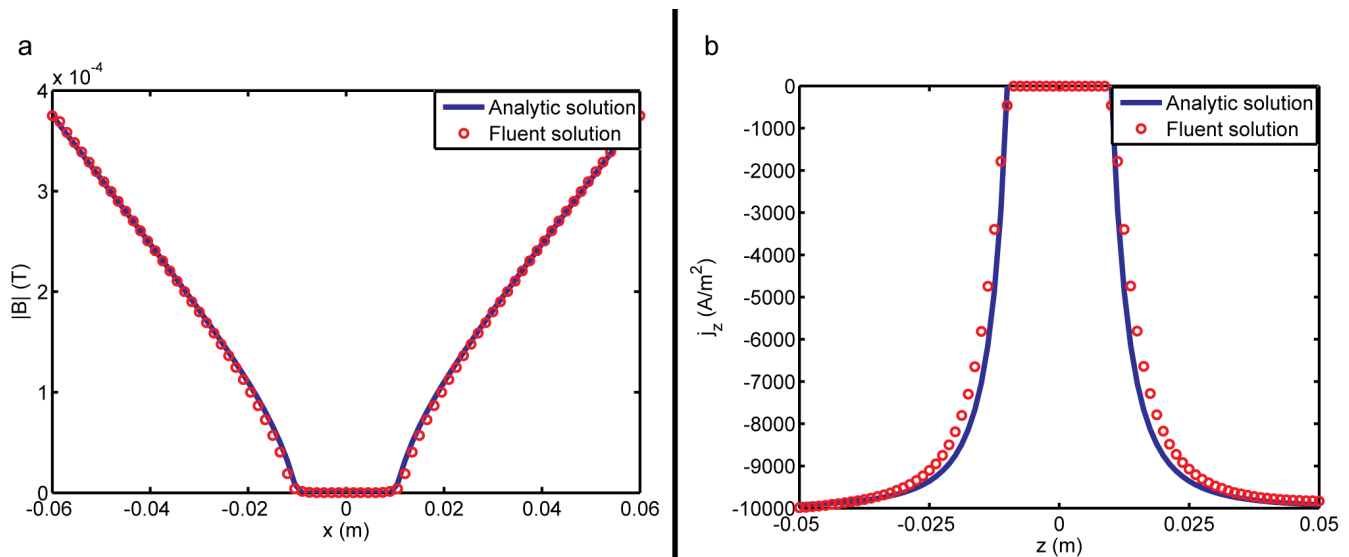 a
x 10⁻⁴
4
3
2
1
0
|B| (T)
-0.06
-0.04
-0.02
0
0.02
0.04
0.06
x (m)
Analytic solution
Fluent solution
b
0
-1000
-2000
-3000
-4000
-5000
-6000
-7000
-8000
-9000
-10000
j_z (A/m²)
-0.05
-0.025
0
0.025
0.05
z (m)
Analytic solution
Fluent solution